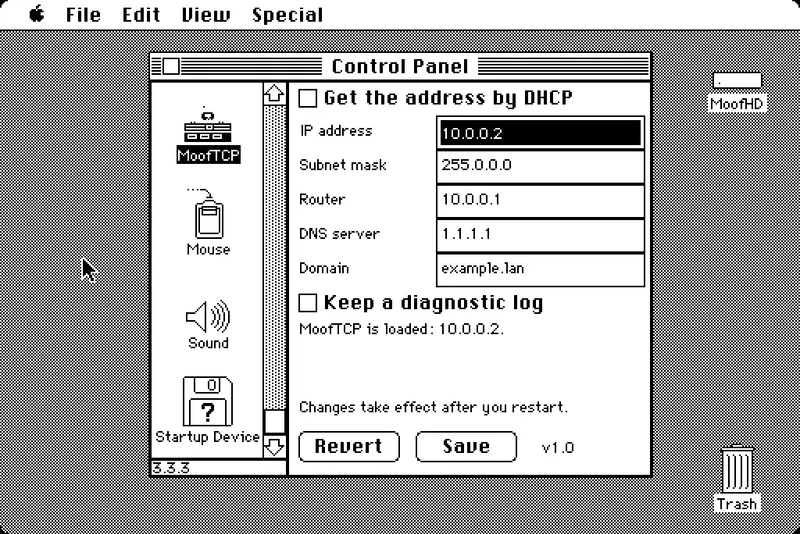 File Edit View Special
Control Panel
MoofTCP
Mouse
Sound
?
Startup Device
3.3.3
Get the address by DHCP
IP address 10.0.0.2
Subnet mask 255.0.0.0
Router 10.0.0.1
DNS server 1.1.1.1
Domain example.lan
Keep a diagnostic log
MoofTCP is loaded: 10.0.0.2.
Changes take effect after you restart.
Revert Save v1.0
MoofHD
Trash